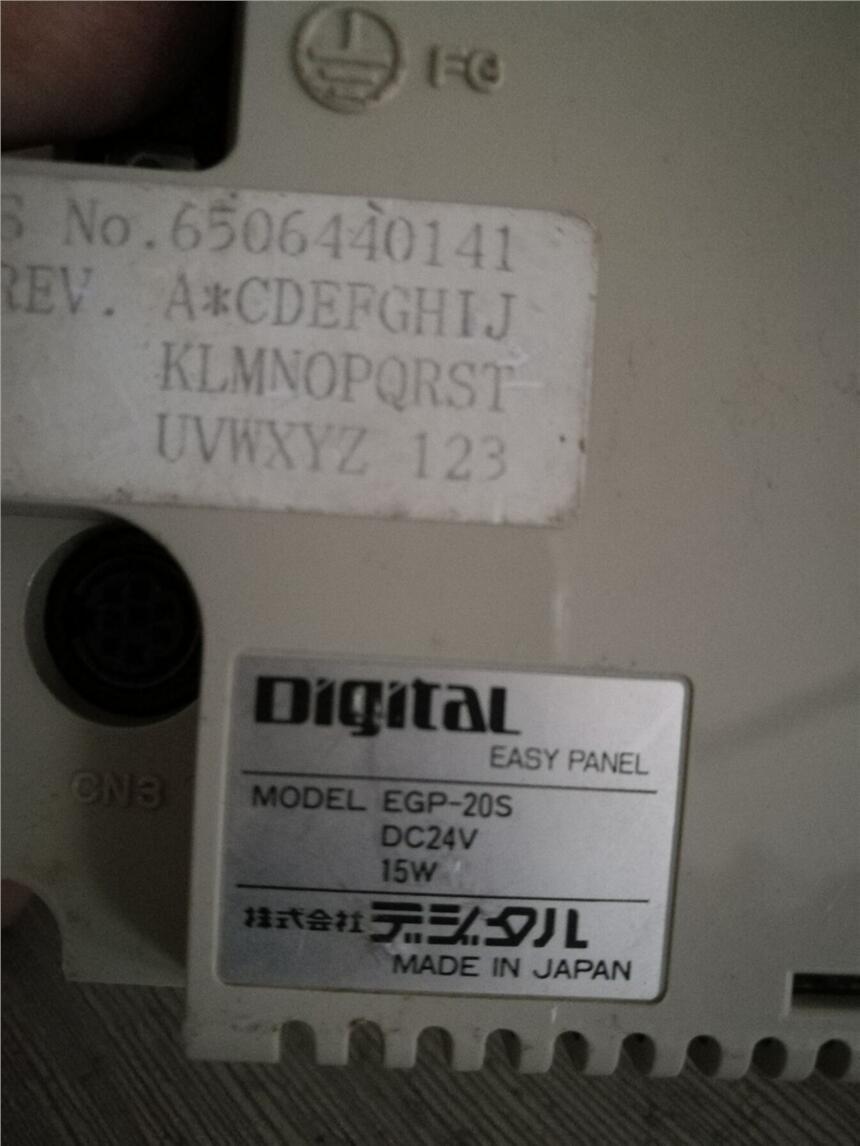 FG
S No.6506440141
REV. A*CDEFGHIJ
KLMNOPQRST
UVWXYZ 123
CN3
Digital
EASY PANEL
MODEL EGP-20S
DC24V
15W
株式会社デジタル
MADE IN JAPAN